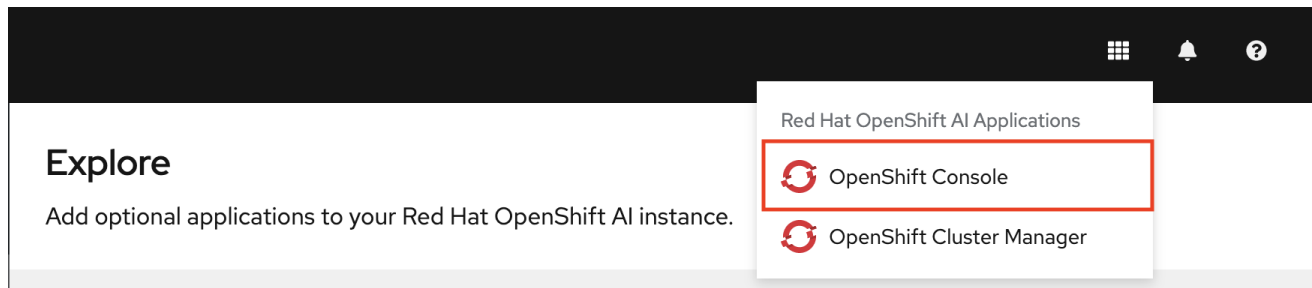 Red Hat OpenShift AI Applications
OpenShift Console
OpenShift Cluster Manager
Explore
Add optional applications to your Red Hat OpenShift AI instance.